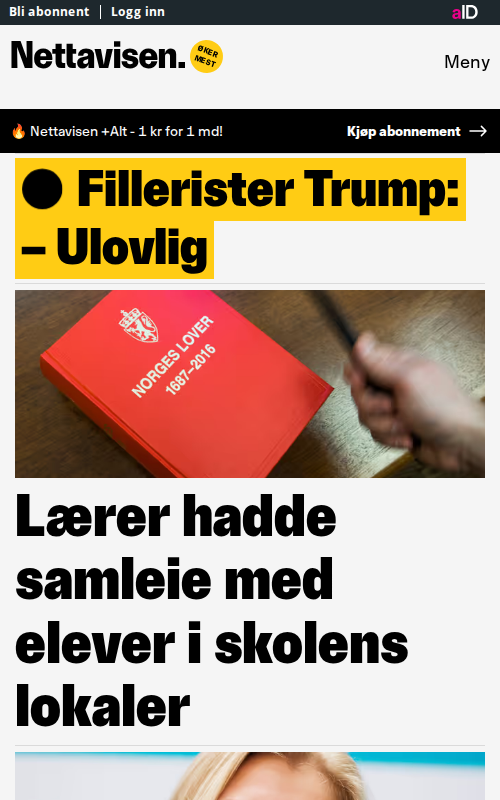 Bli abonnent
Logg inn
aID
Nettavisen.
ØKER
MEST
Meny
🔥 Nettavisen +Alt - 1 kr for 1 md!
Kjøp abonnement →
Fillerister Trump:
– Ulovlig
NORGES LOVER
1687–2016
Lærer hadde
samleie med
elever i skolens
lokaler